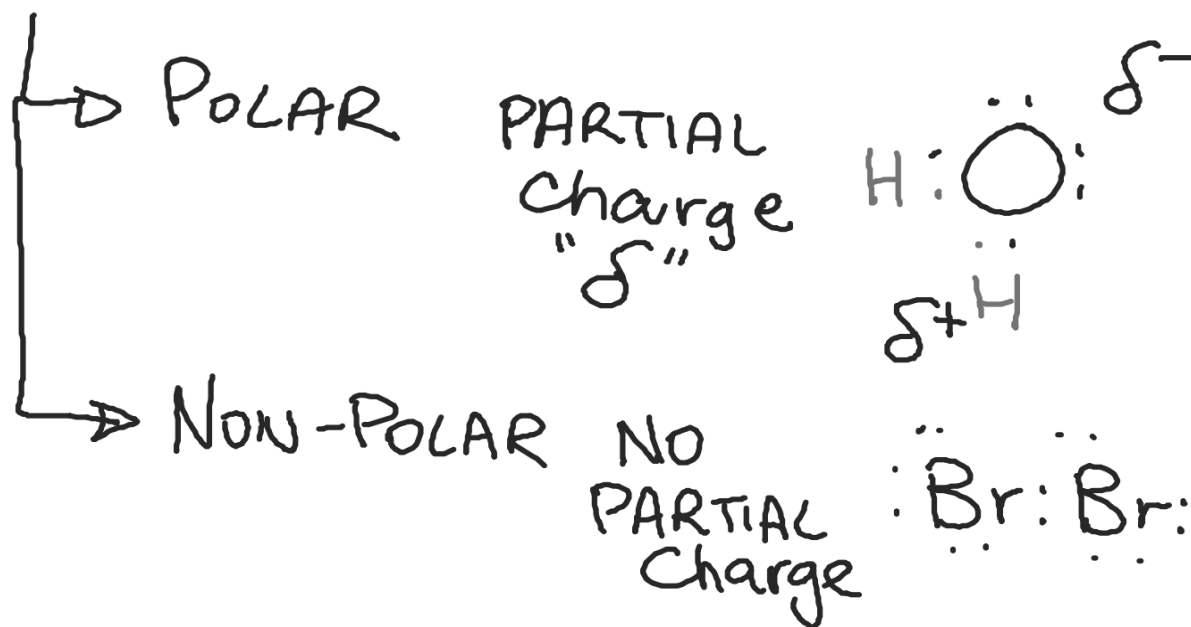 POLAR PARTIAL
Charge
"δ"
δ-
H : O :
H
δ+
NON-POLAR NO
PARTIAL
Charge
: Br : Br :